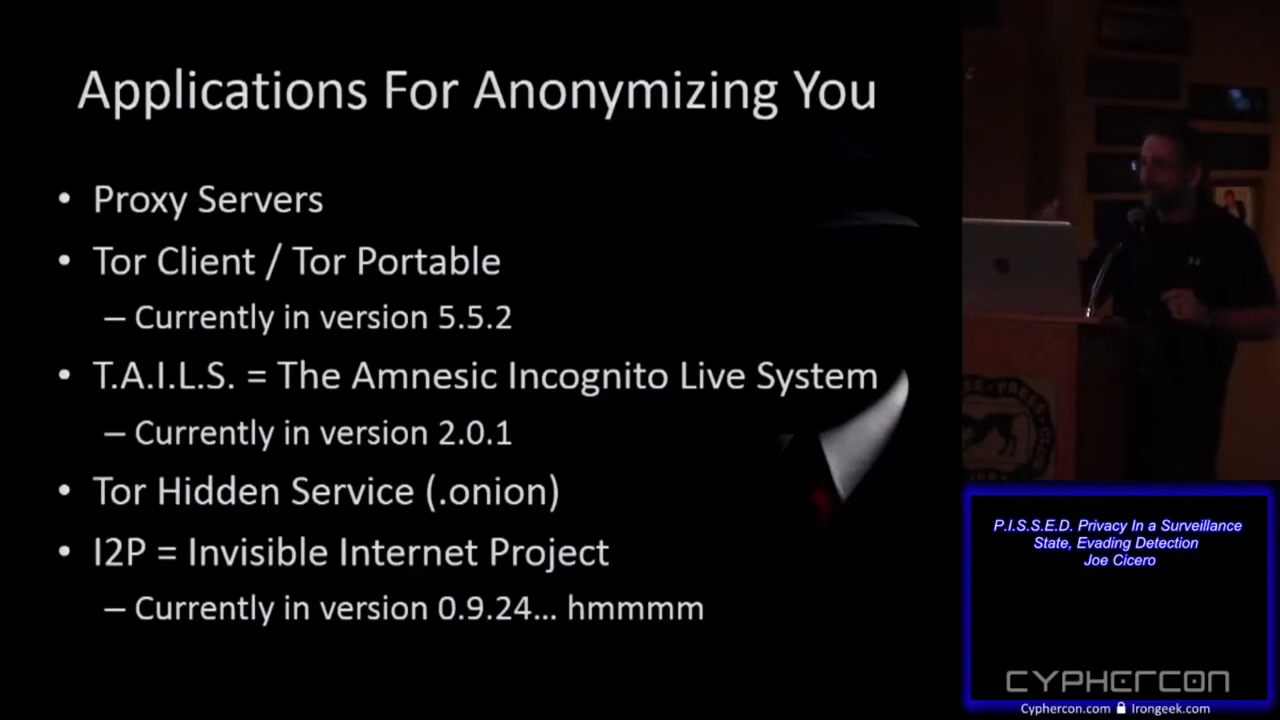 Applications For Anonymizing You
• Proxy Servers
• Tor Client / Tor Portable
– Currently in version 5.5.2
• T.A.I.L.S. = The Amnesic Incognito Live System
– Currently in version 2.0.1
• Tor Hidden Service (.onion)
• I2P = Invisible Internet Project
– Currently in version 0.9.24... hmmmm
P.I.S.S.E.D. Privacy In a Surveillance
State, Evading Detection
Joe Cicero
CYPHERCON
Cyphercon.com Irongeek.com